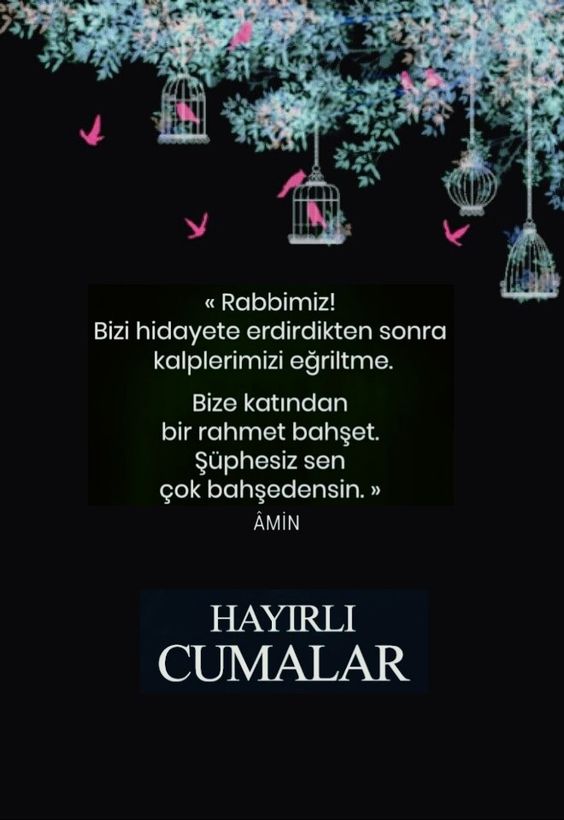 « Rabbimiz!
Bizi hidayete erdirdikten sonra
kalplerimizi eğriltme.
Bize katından
bir rahmet bahşet.
Şüphesiz sen
çok bahşedensin. »
ÂMİN
HAYIRLI
CUMALAR